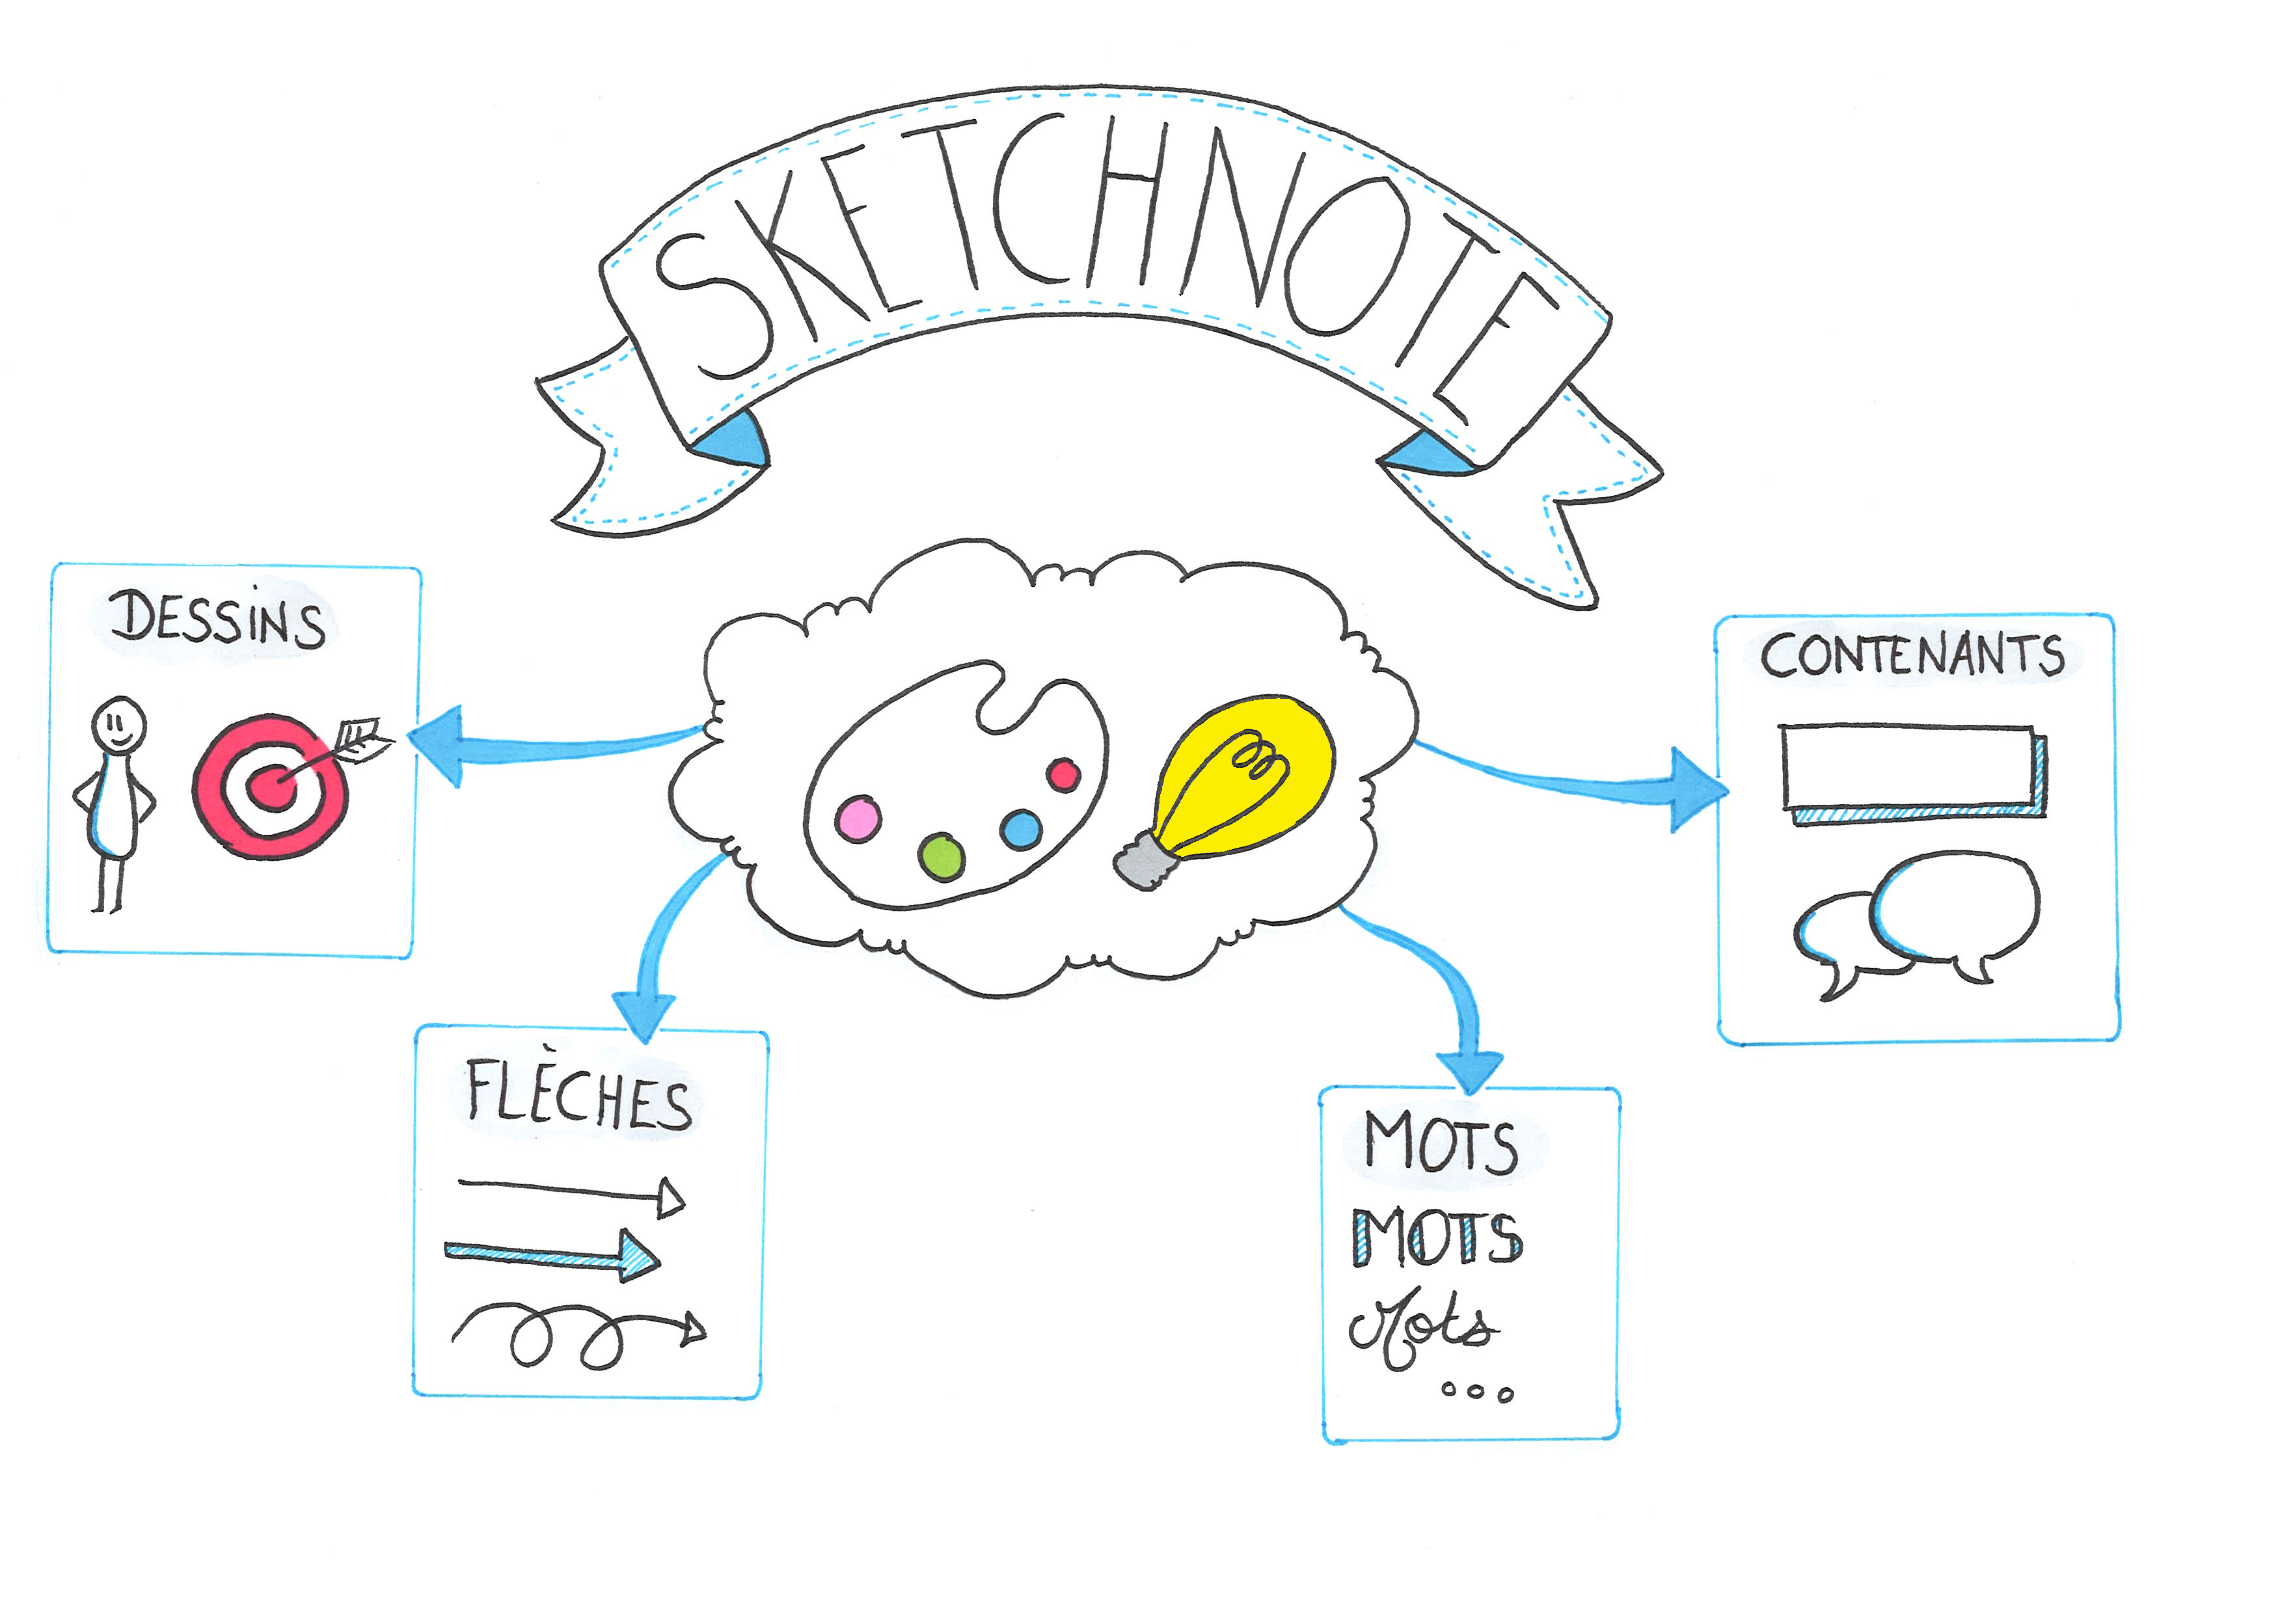 SKETCHNOTE
DESSINS
CONTENANTS
FLÈCHES
MOTS
MOTS
Mots
...